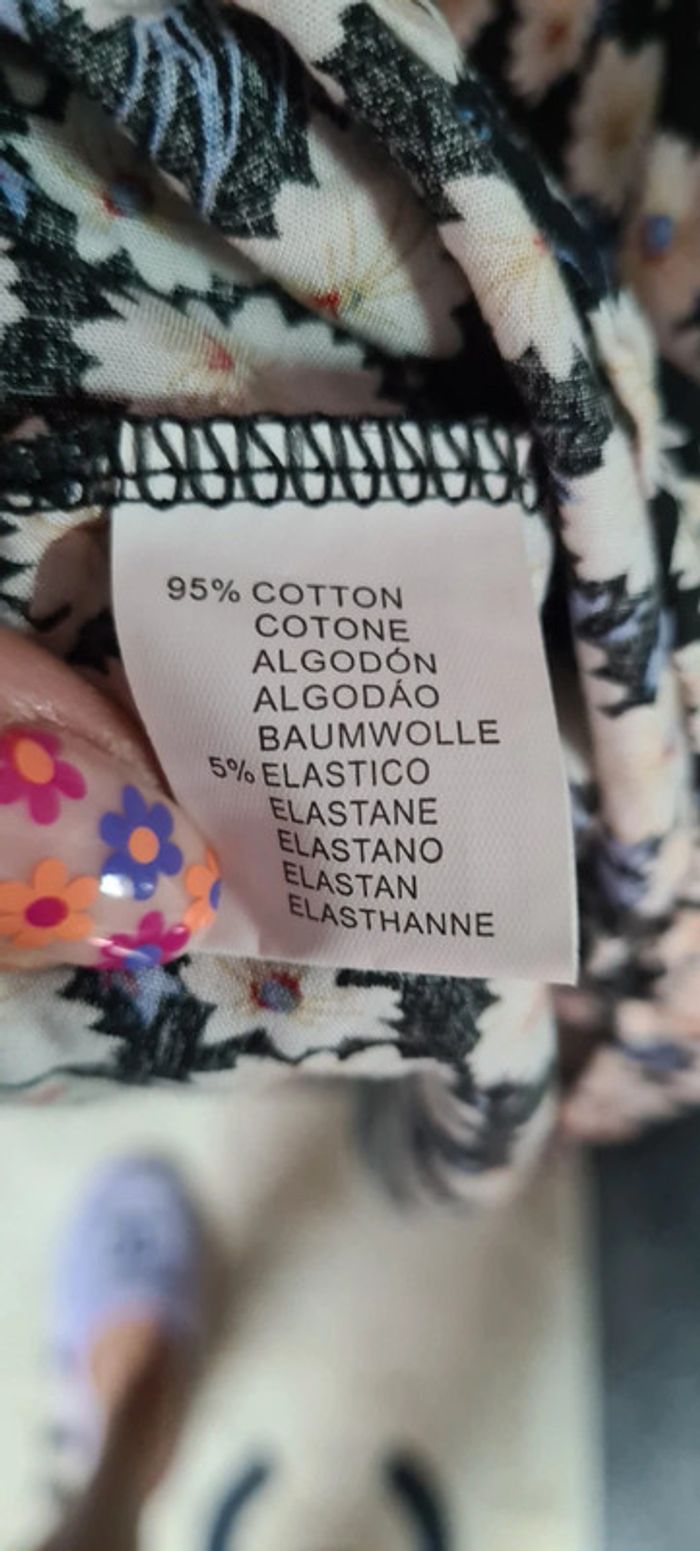 95% COTTON
COTONE
ALGODÓN
ALGODÁO
BAUMWOLLE
5% ELASTICO
ELASTANE
ELASTANO
ELASTAN
ELASTHANNE